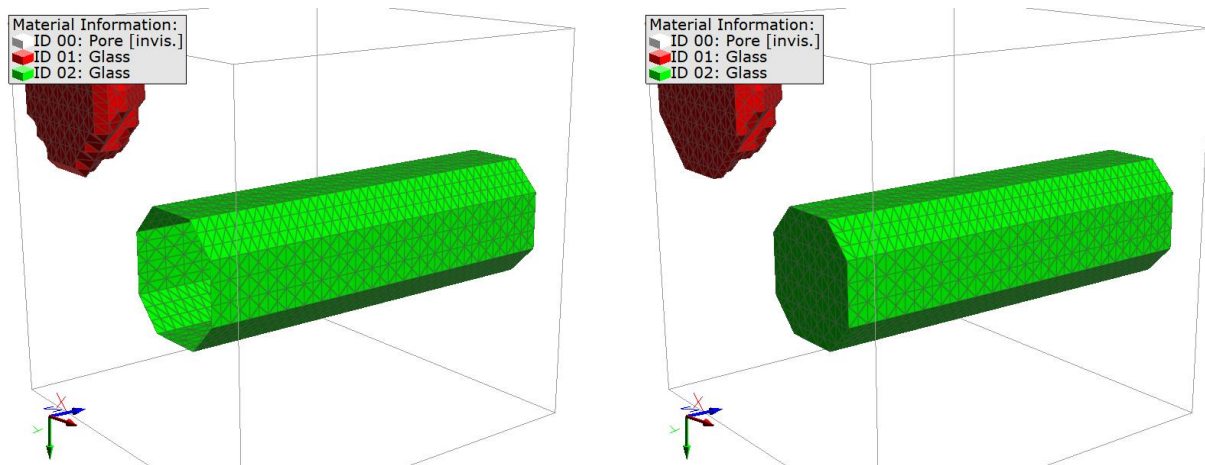 Material Information:
ID 00: Pore [invis.]
ID 01: Glass
ID 02: Glass
X
Y
Material Information:
ID 00: Pore [invis.]
ID 01: Glass
ID 02: Glass
X
Y